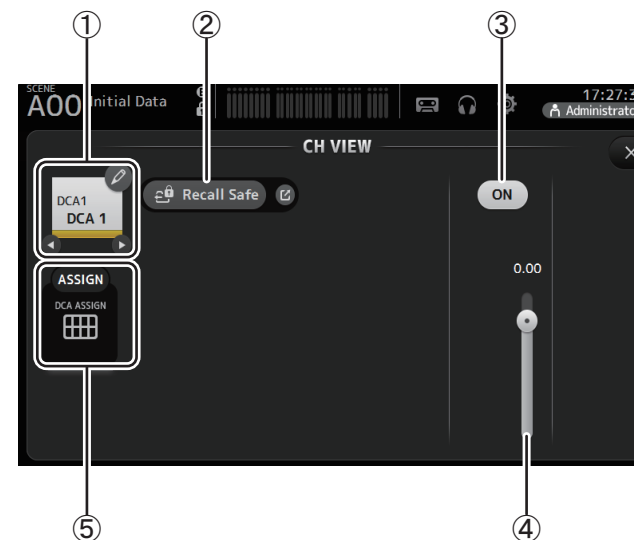 ① ② ③
SCENE
A00 Initial Data
17:27:3
Administrato
CH VIEW
DCA1
DCA 1
Recall Safe
ON
0.00
ASSIGN
DCA ASSIGN
⑤ ④